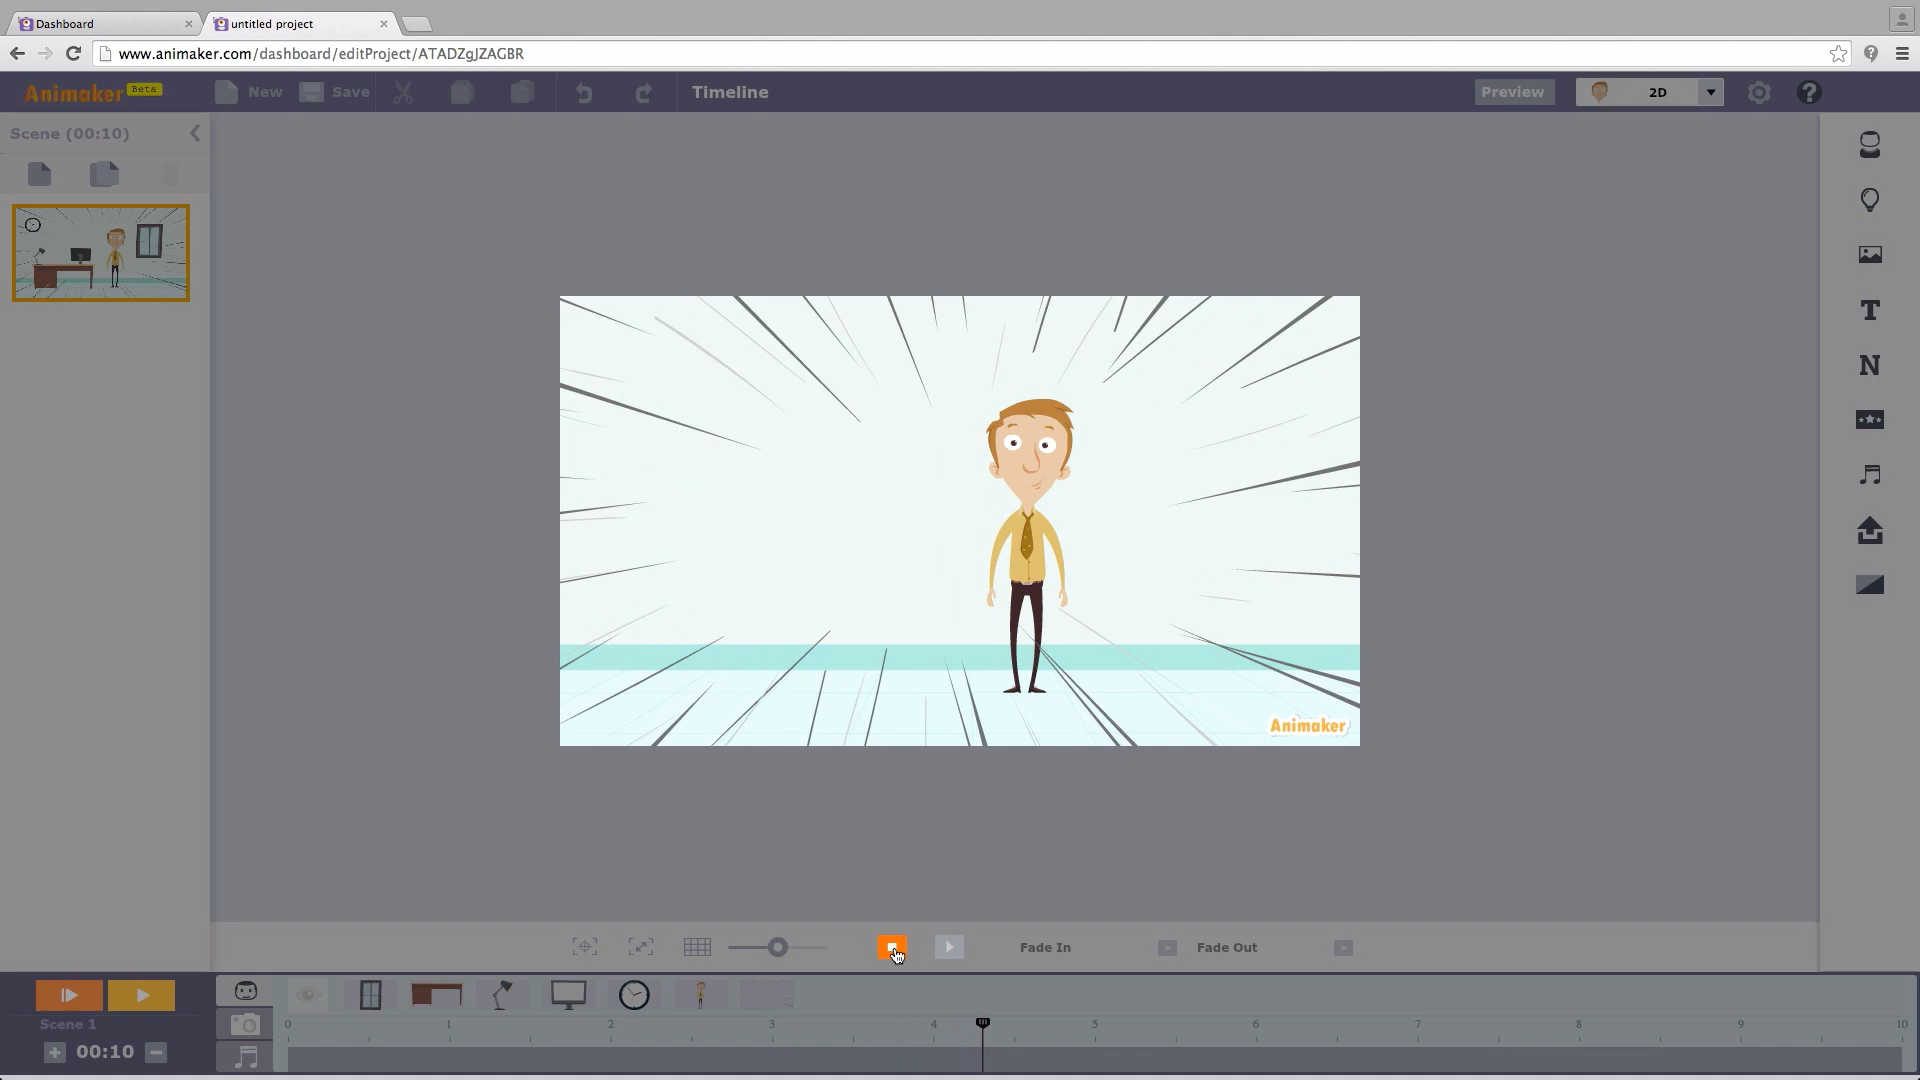 Dashboard
untitled project
www.animaker.com/dashboard/editProject/ATADZgJZAGBR
Animaker Beta
New
Save
Timeline
Preview
2D
Scene (00:10)
T
N
Animaker
Fade In
Fade Out
Scene 1
00:10
0 1 2 3 4 5 6 7 8 9 10